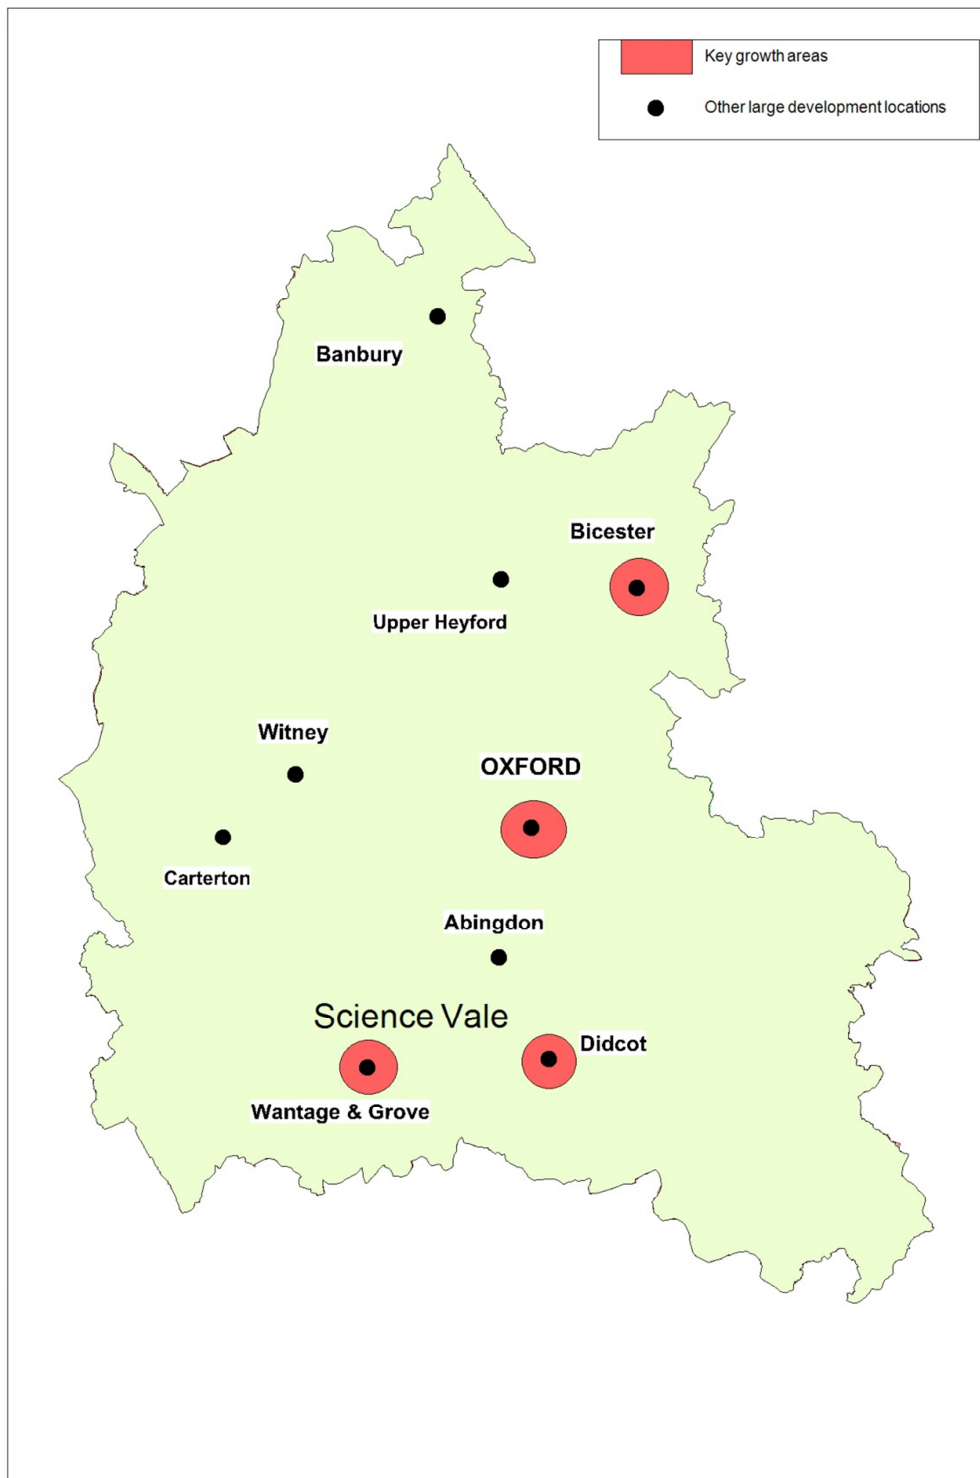 Key growth areas
Other large development locations
Banbury
Bicester
Upper Heyford
Witney
OXFORD
Carterton
Abingdon
Science Vale
Didcot
Wantage & Grove